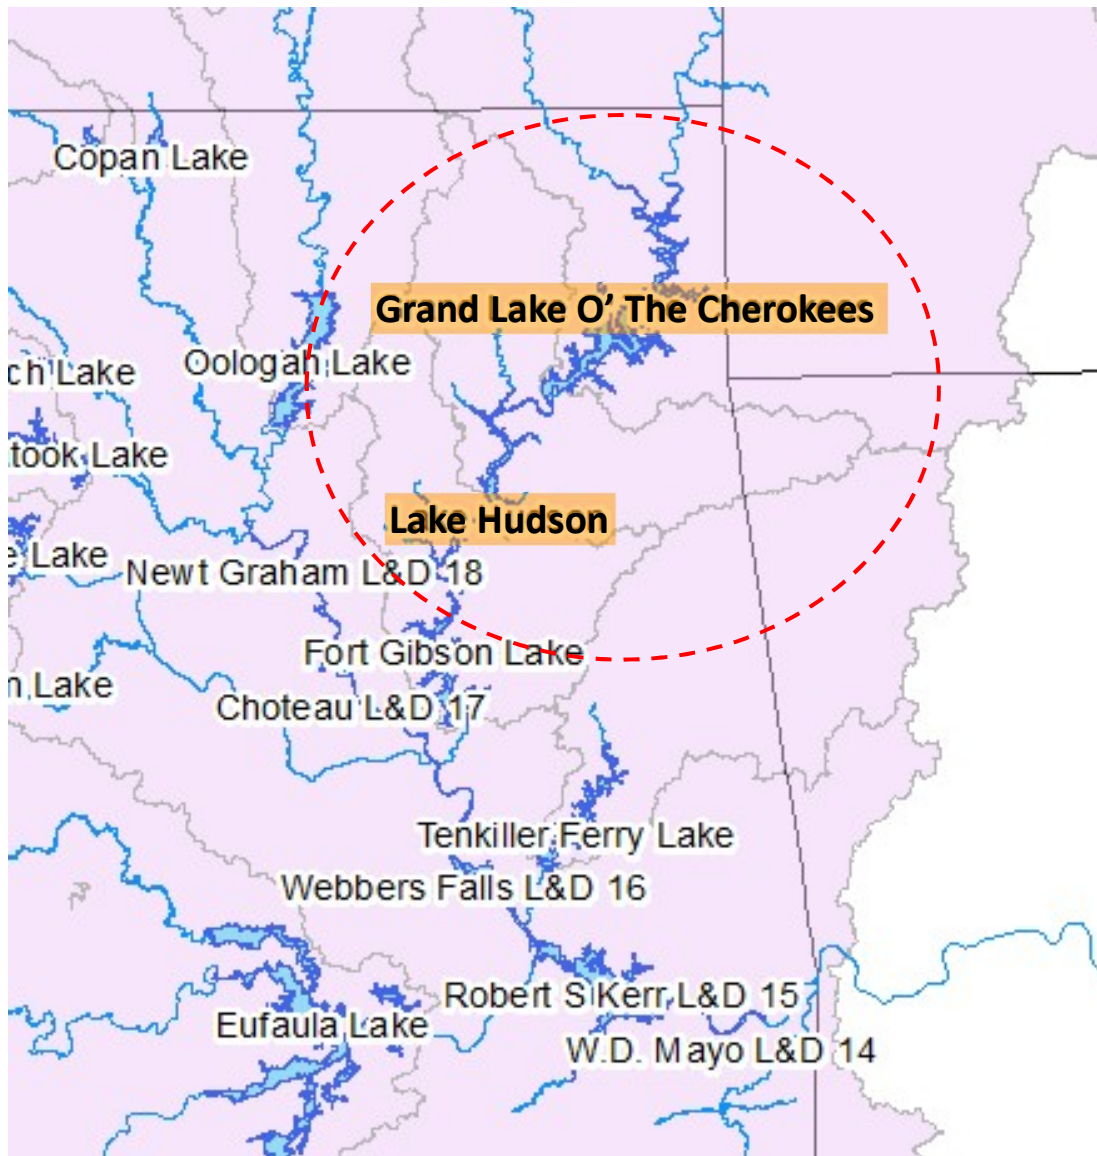 Copan Lake
Grand Lake O’ The Cherokees
Oologah Lake
ch Lake
took Lake
Lake Hudson
e Lake
Newt Graham L&D 18
Fort Gibson Lake
n Lake
Choteau L&D 17
Tenkiller Ferry Lake
Webbers Falls L&D 16
Robert S Kerr L&D 15
Eufaula Lake
W.D. Mayo L&D 14